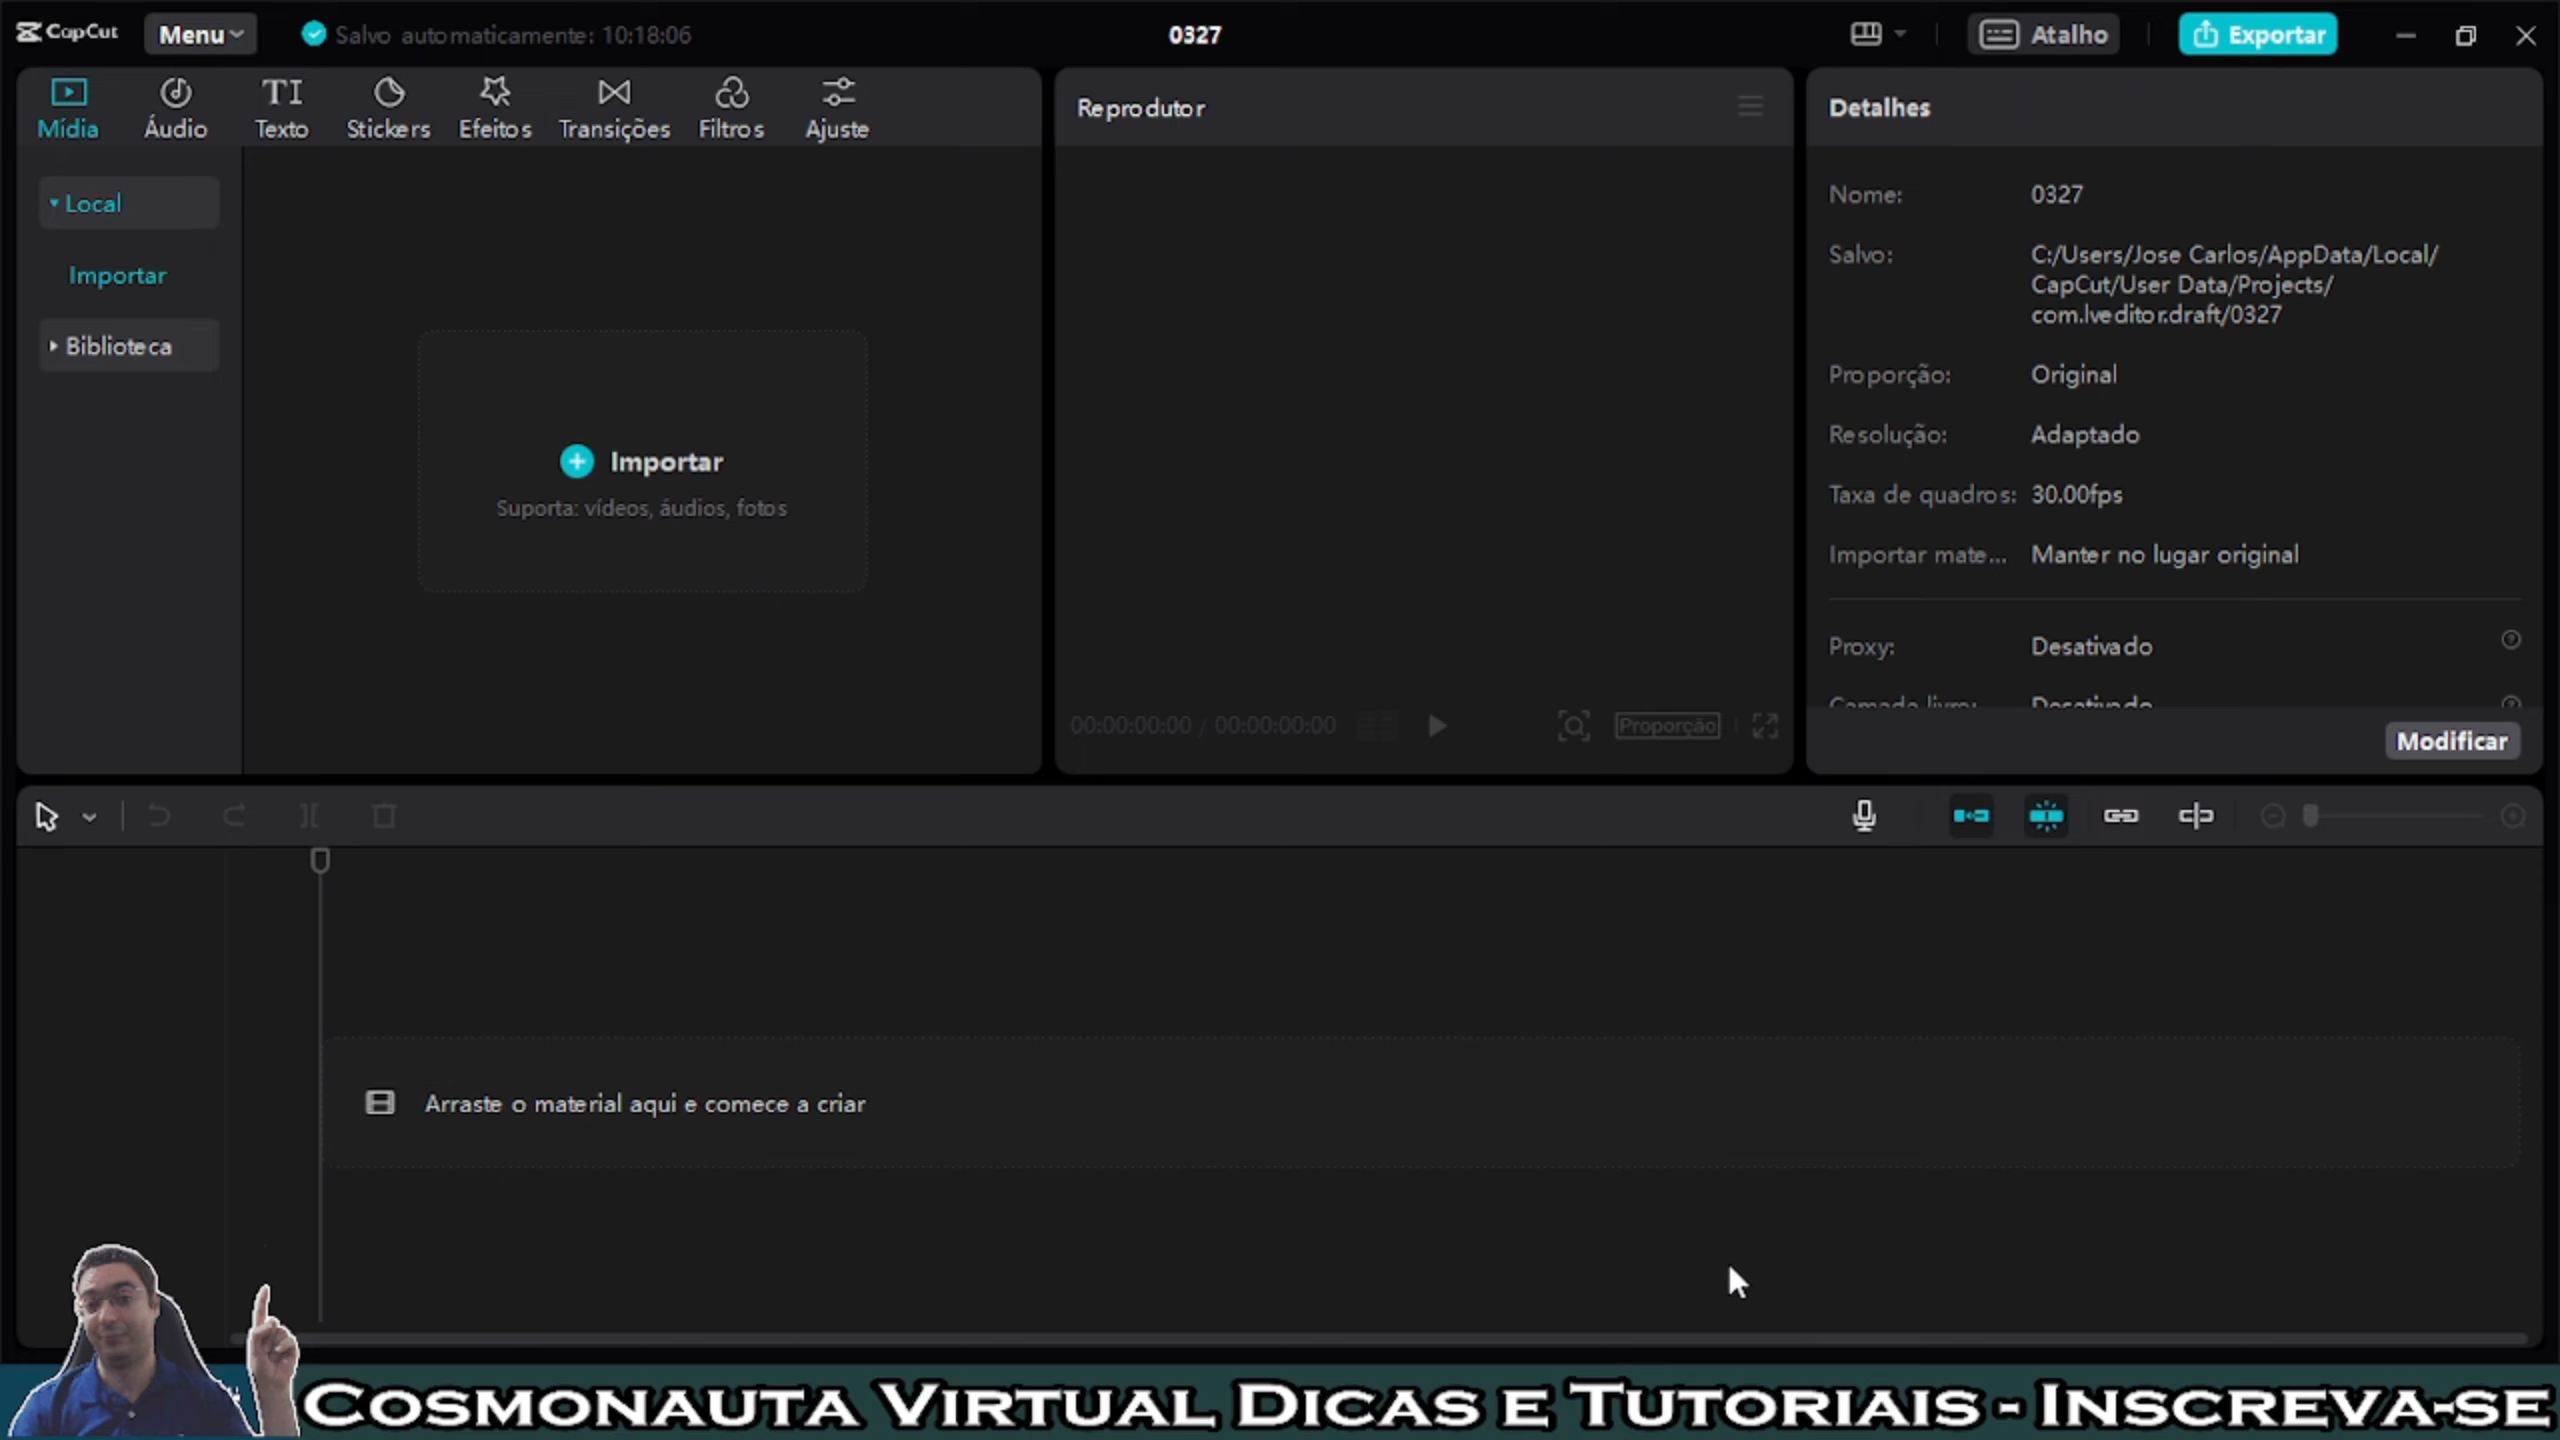 CapCut
Menu
Salvo automaticamente: 10:18:06
0327
Atalho
Exportar
Mídia
Áudio
TI
Texto
Stickers
Efeitos
Transições
Filtros
Ajuste
Local
Importar
Biblioteca
Importar
Suporta: vídeos, áudios, fotos
Reprodutor
00:00:00:00 / 00:00:00:00
Proporção
Detalhes
Nome: 0327
Salvo: C:/Users/Jose Carlos/AppData/Local/
CapCut/User Data/Projects/
com.lveditor.draft/0327
Proporção: Original
Resolução: Adaptado
Taxa de quadros: 30.00fps
Importar mate... Manter no lugar original
Proxy: Desativado
Camada livre: Desativado
Modificar
Arraste o material aqui e comece a criar
Cosmonauta Virtual Dicas e Tutoriais - Inscreva-se